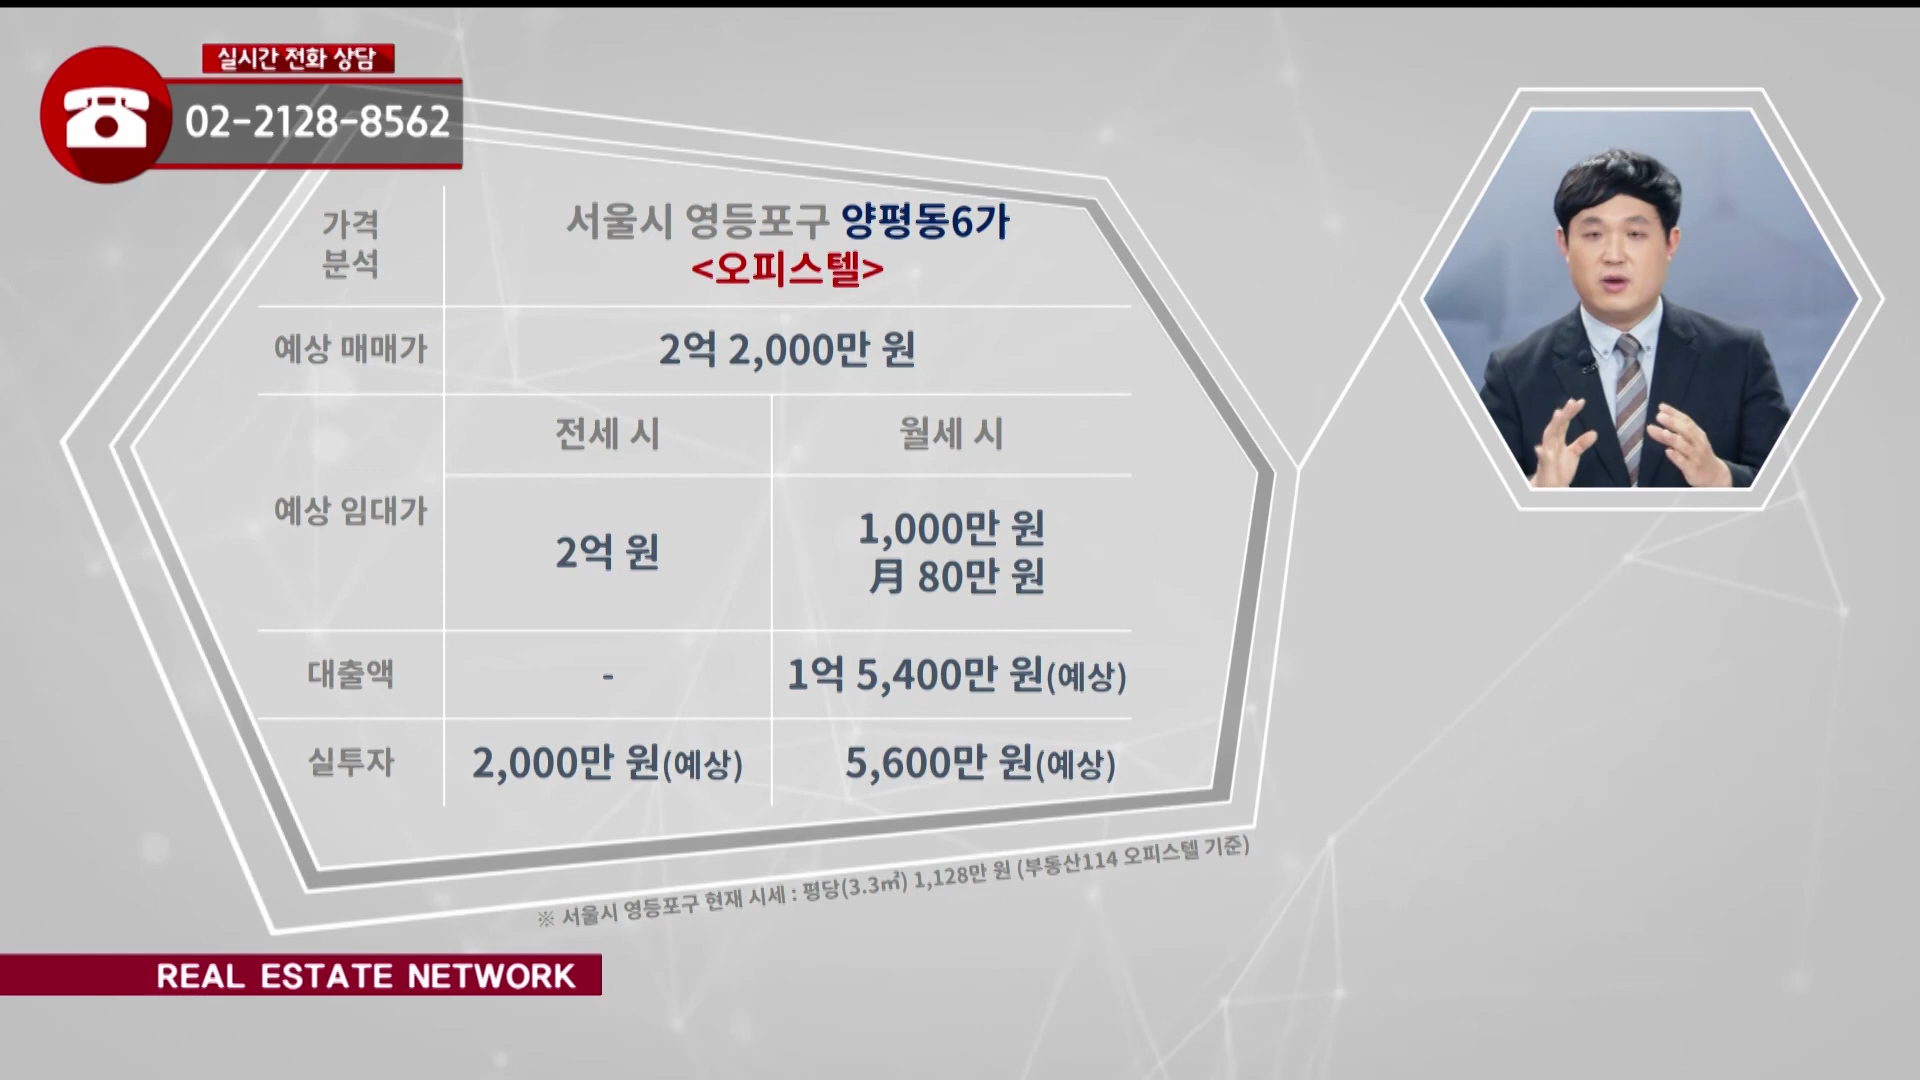 실시간 전화 상담
02-2128-8562
가격
분석
서울시 영등포구 양평동6가
<오피스텔>
예상 매매가
2억 2,000만 원
예상 임대가
전세 시
월세 시
2억 원
1,000만 원
月 80만 원
대출액
-
1억 5,400만 원(예상)
실투자
2,000만 원(예상)
5,600만 원(예상)
※ 서울시 영등포구 현재 시세 : 평당(3.3㎡) 1,128만 원 (부동산114 오피스텔 기준)
REAL ESTATE NETWORK